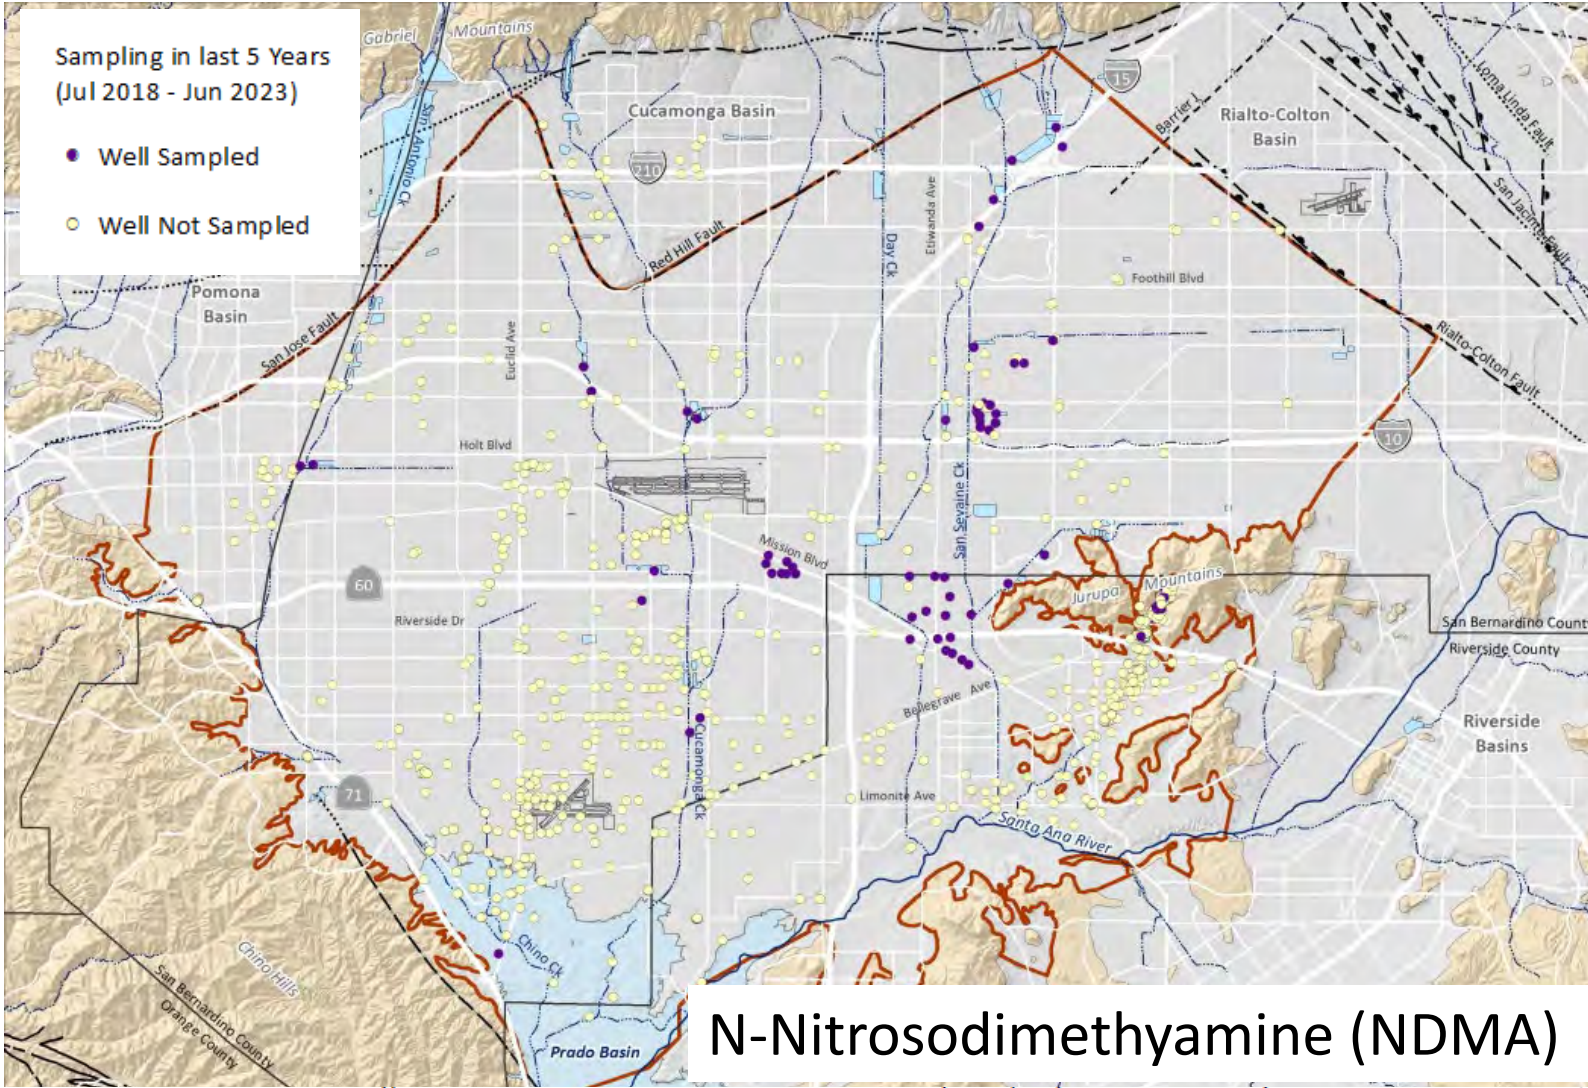 Sampling in last 5 Years
(Jul 2018 - Jun 2023)
Well Sampled
Well Not Sampled
Gabriel Mountains
San Antonio Ck
Cucamonga Basin
210
15
Barrier J
Rialto-Colton
Basin
Loma Linda Fault
San Jacinto Fault
Pomona
Basin
San Jose Fault
Red Hill Fault
Day Ck
Etiwanda Ave
Foothill Blvd
Euclid Ave
Rialto-Colton Fault
Holt Blvd
10
San Sevaine Ck
Mission Blvd
60
Jurupa Mountains
Riverside Dr
San Bernardino Count
Riverside County
Bellegrave Ave
Riverside
Basins
Cucamonga Ck
71
Limonite Ave
Santa Ana River
Chino Ck
Chino Hills
San Bernardino County
Orange County
Prado Basin
N-Nitrosodimethyamine (NDMA)